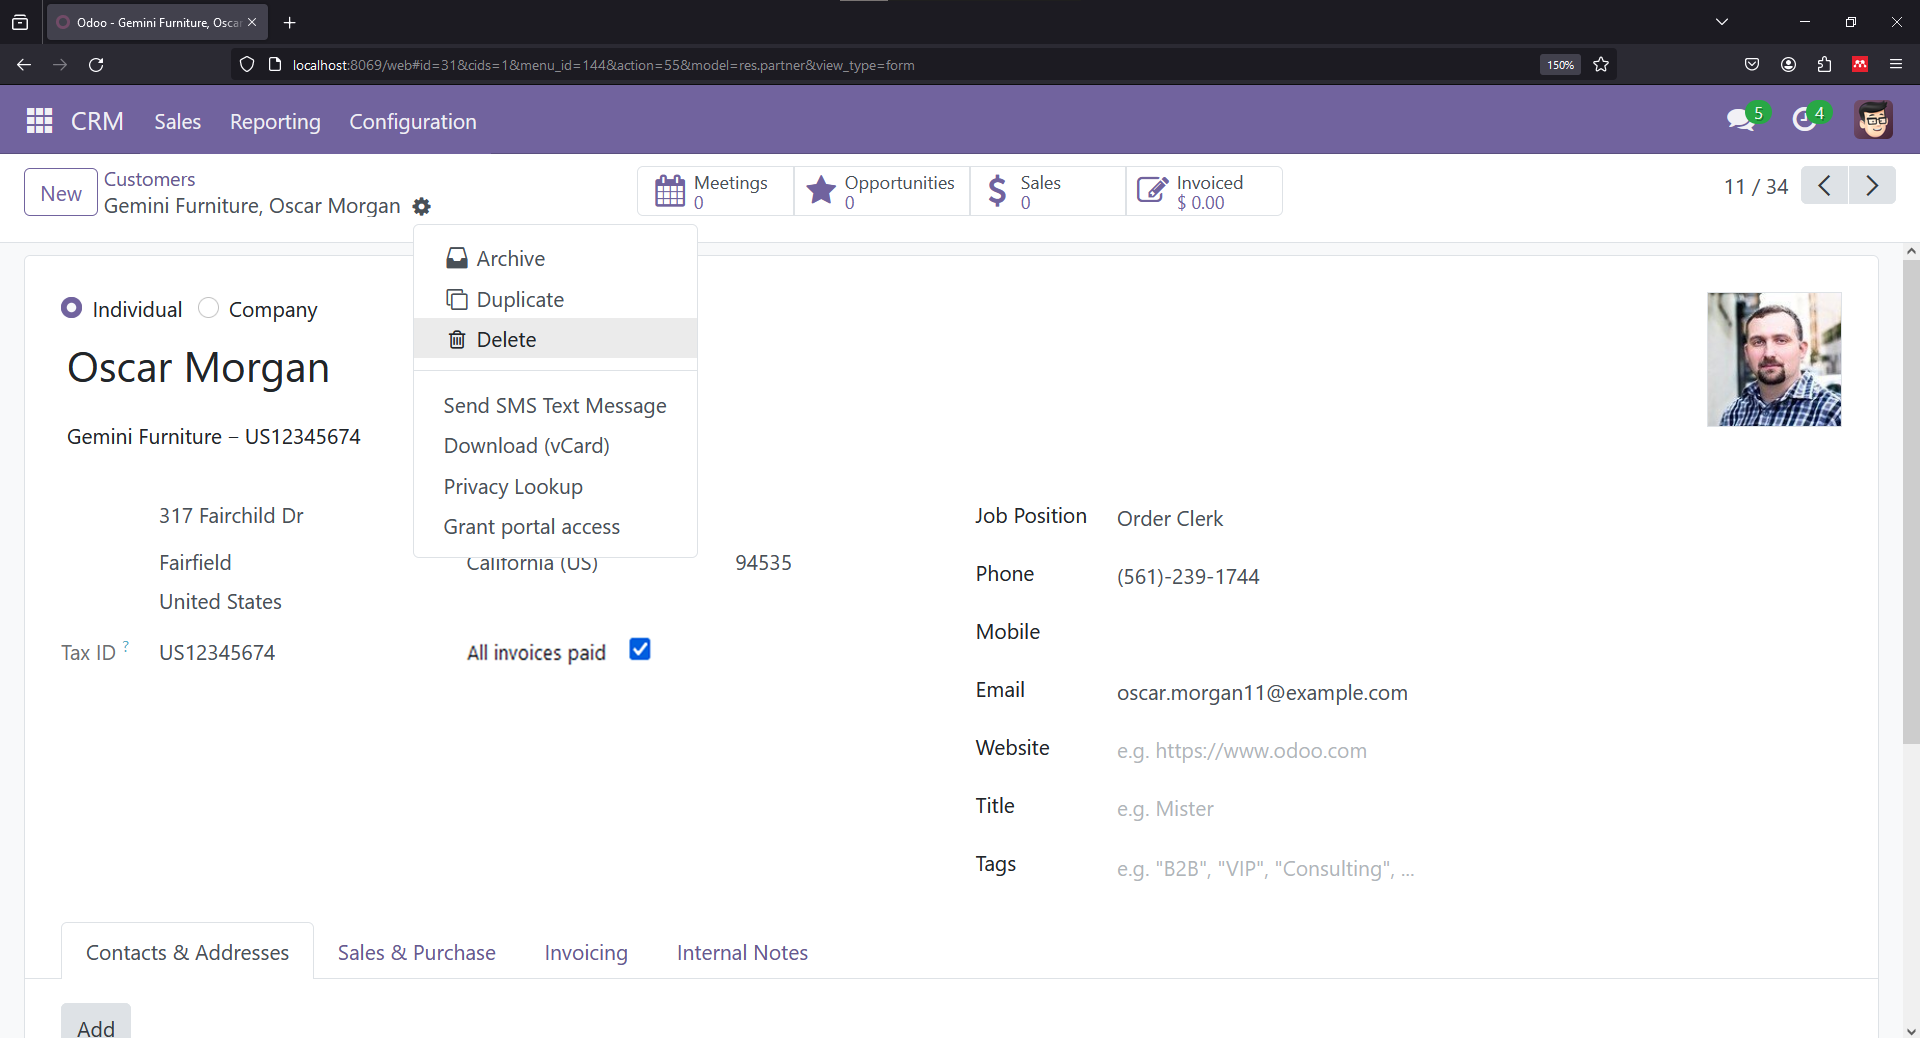 Odoo - Gemini Furniture, Osca
localhost:8069/web#id=31&cids=1&menu_id=144&action=55&model=res.partner&view_type=form
150%
CRM
Sales
Reporting
Configuration
5
4
New
Customers
Gemini Furniture, Oscar Morgan
Meetings
0
Opportunities
0
Sales
0
Invoiced
$ 0.00
11 / 34
Archive
Duplicate
Delete
Send SMS Text Message
Download (vCard)
Privacy Lookup
Grant portal access
Individual
Company
Oscar Morgan
Gemini Furniture – US12345674
317 Fairchild Dr
Fairfield
California (US)
94535
United States
Tax ID ?
US12345674
All invoices paid
Job Position
Order Clerk
Phone
(561)-239-1744
Mobile
Email
oscar.morgan11@example.com
Website
e.g. https://www.odoo.com
Title
e.g. Mister
Tags
e.g. "B2B", "VIP", "Consulting", ...
Contacts & Addresses
Sales & Purchase
Invoicing
Internal Notes
Add